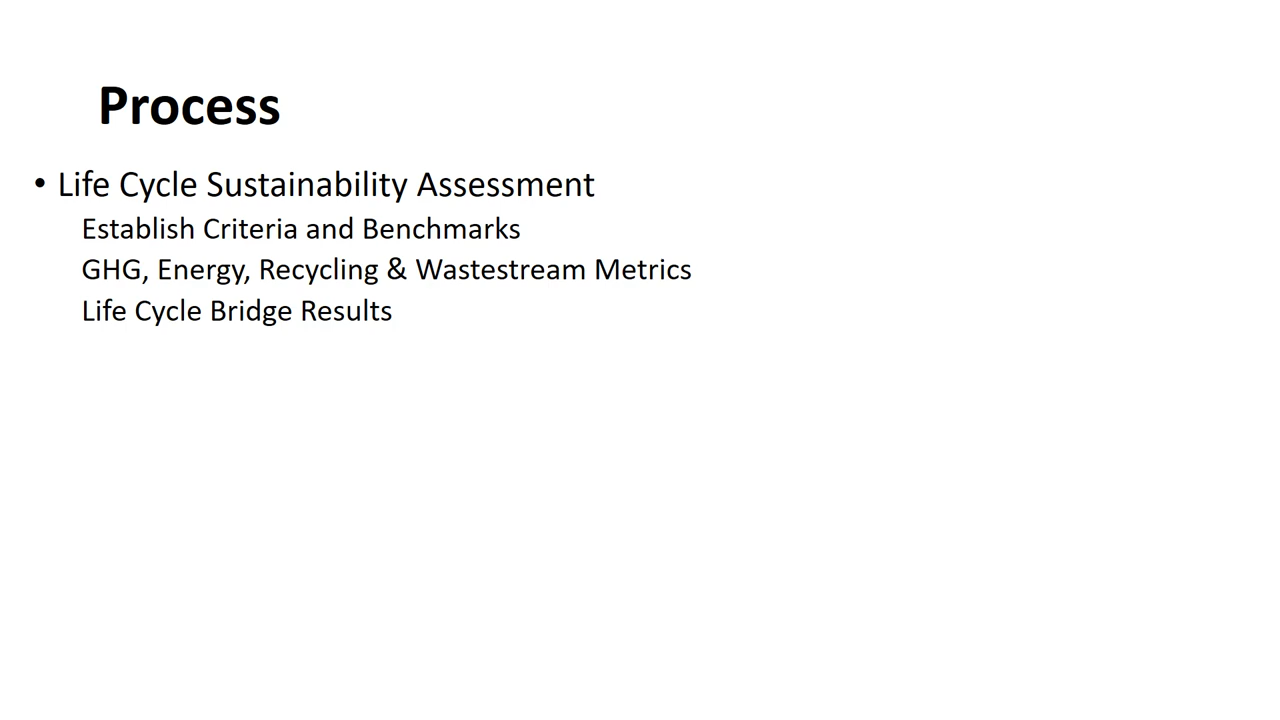 Process
• Life Cycle Sustainability Assessment
Establish Criteria and Benchmarks
GHG, Energy, Recycling & Wastestream Metrics
Life Cycle Bridge Results